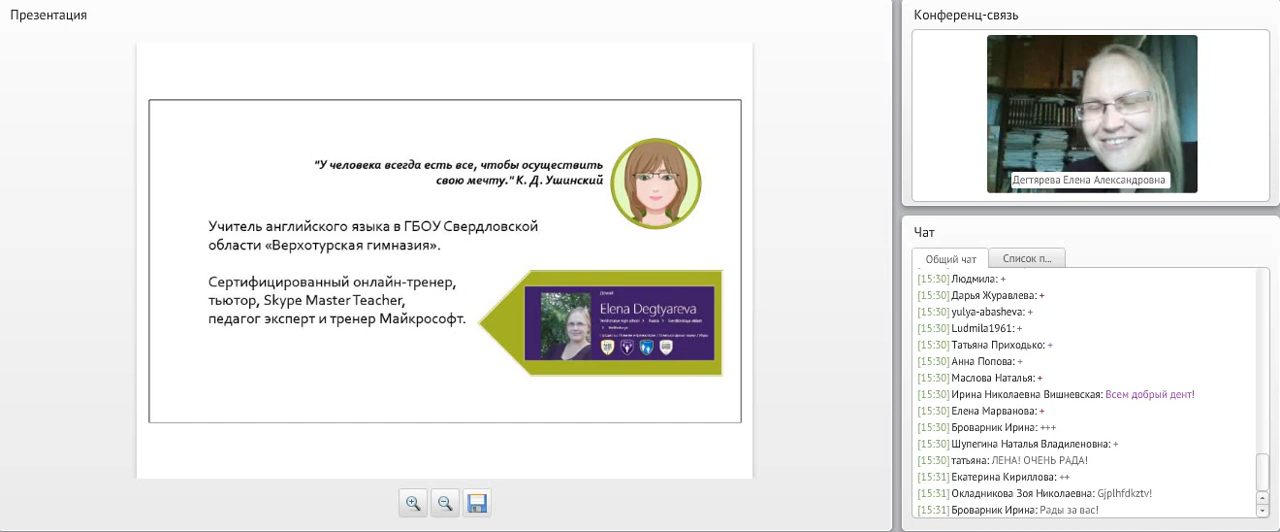 Презентация
"У человека всегда есть все, чтобы осуществить
свою мечту." К. Д. Ушинский
Учитель английского языка в ГБОУ Свердловской
области «Верхотурская гимназия».
Сертифицированный онлайн-тренер,
тьютор, Skype Master Teacher,
педагог эксперт и тренер Майкрософт.
Elena Degtyareva
Конференц-связь
Дегтярева Елена Александровна
Чат
Общий чат
Список п...
[15:30] Людмила: +
[15:30] Дарья Журавлева: +
[15:30] yulya-abasheva: +
[15:30] Ludmila1961: +
[15:30] Татьяна Приходько: +
[15:30] Анна Попова: +
[15:30] Маслова Наталья: +
[15:30] Ирина Николаевна Вишневская: Всем добрый дент!
[15:30] Елена Марванова: +
[15:30] Броварник Ирина: +++
[15:30] Шупегина Наталья Владиленовна: +
[15:30] татьяна: ЛЕНА! ОЧЕНЬ РАДА!
[15:31] Екатерина Кириллова: ++
[15:31] Окладникова Зоя Николаевна: Gjplhfdkztv!
[15:31] Броварник Ирина: Рады за вас!